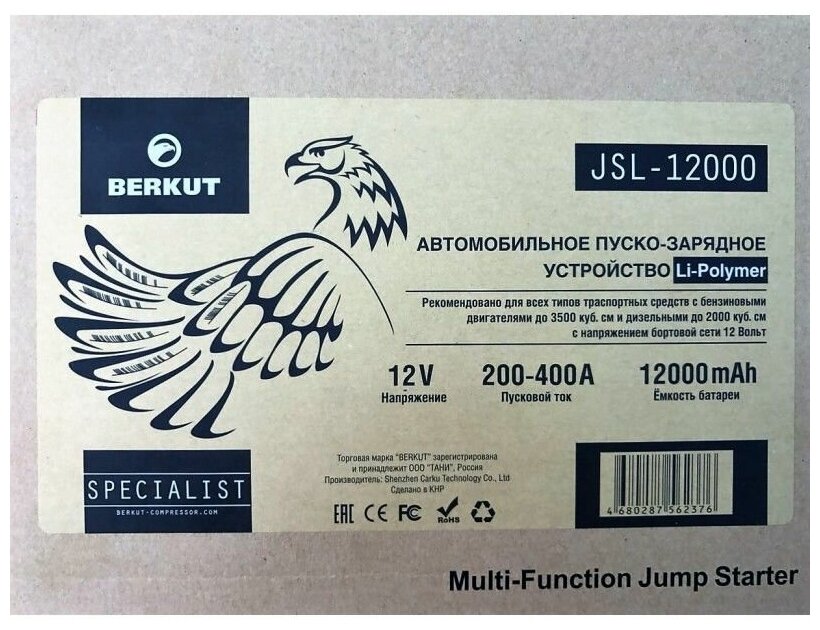 BERKUT
JSL-12000
АВТОМОБИЛЬНОЕ ПУСКО-ЗАРЯДНОЕ
УСТРОЙСТВО Li-Polymer
Рекомендовано для всех типов траспортных средств с бензиновыми
двигателями до 3500 куб. см и дизельными до 2000 куб. см
с напряжением бортовой сети 12 Вольт
12V 200-400A 12000mAh
Напряжение Пусковой ток Ёмкость батареи
SPECIALIST
BERKUT-COMPRESSOR.COM
Торговая марка "BERKUT" зарегистрирована
и принадлежит ООО "ТАНИ", Россия
Производитель: Shenzhen Carku Technology Co., Ltd
Сделано в КНР
EAC CE FC RoHS
4 680287 562376
Multi-Function Jump Starter